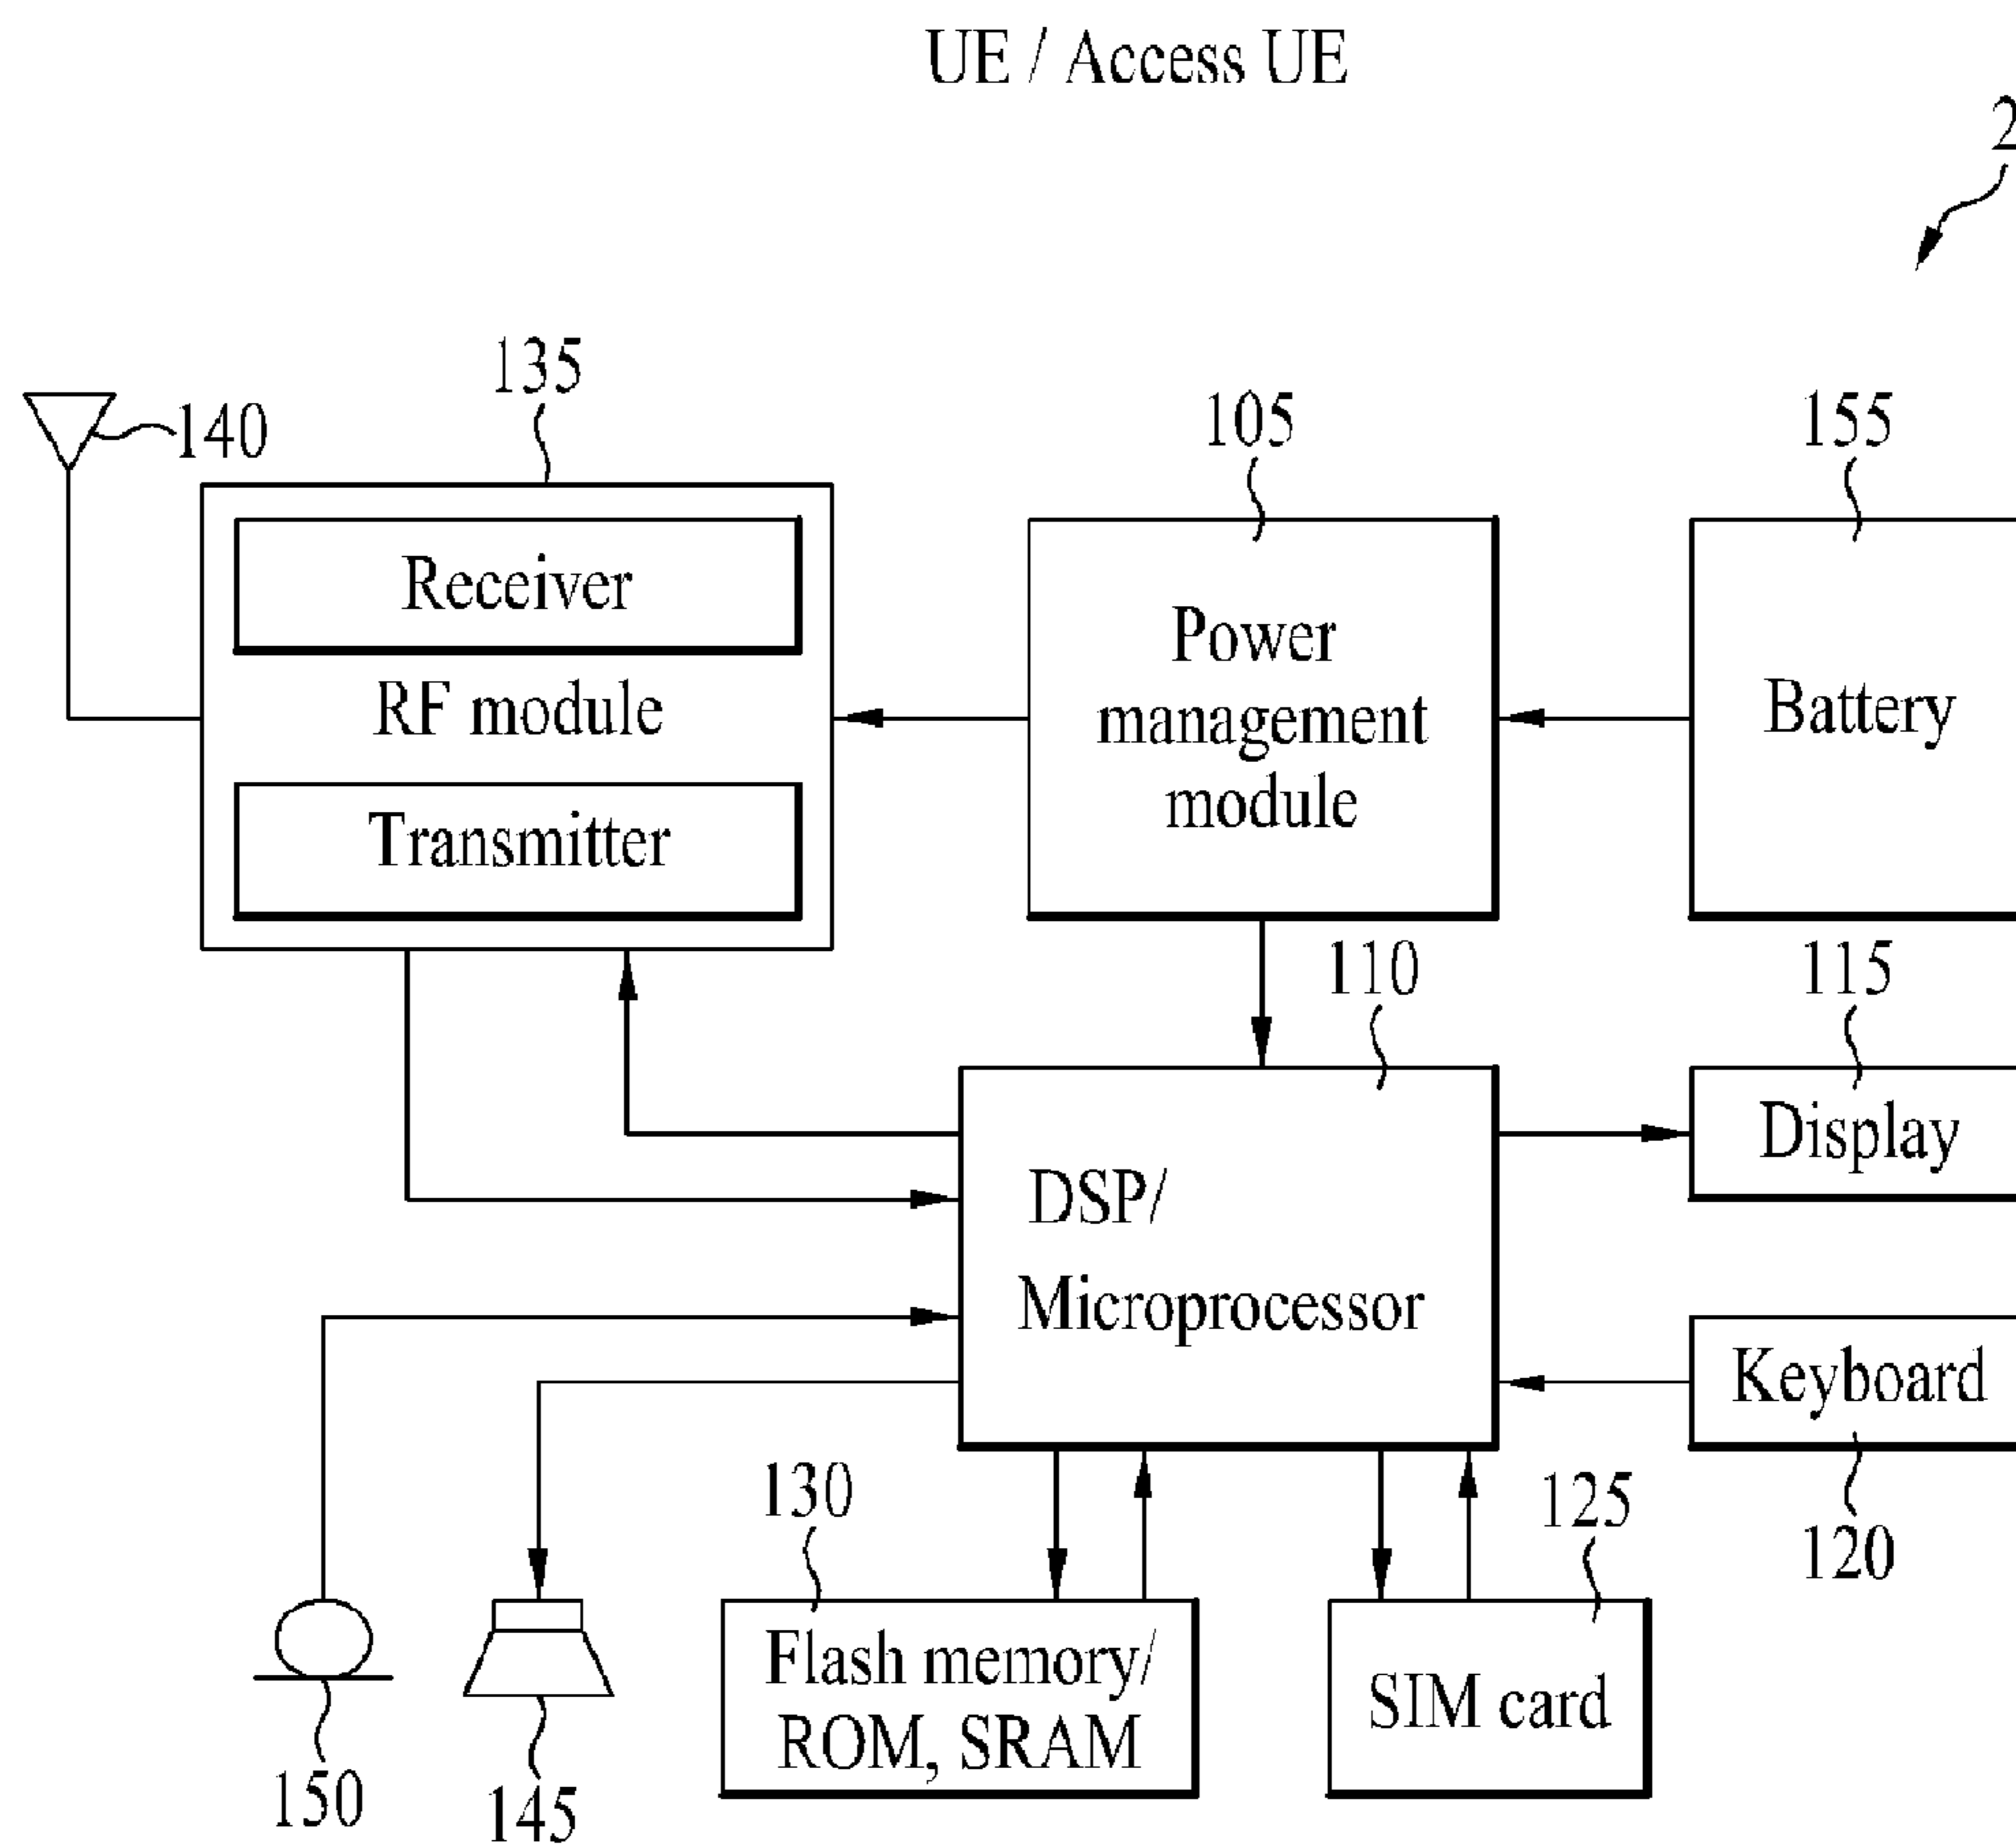 UE / Access UE
2
135
140
105
155
Receiver
RF module
Transmitter
Power
management
module
Battery
110
115
DSP/
Microprocessor
Display
Keyboard
120
130
125
Flash memory/
ROM, SRAM
SIM card
150
145